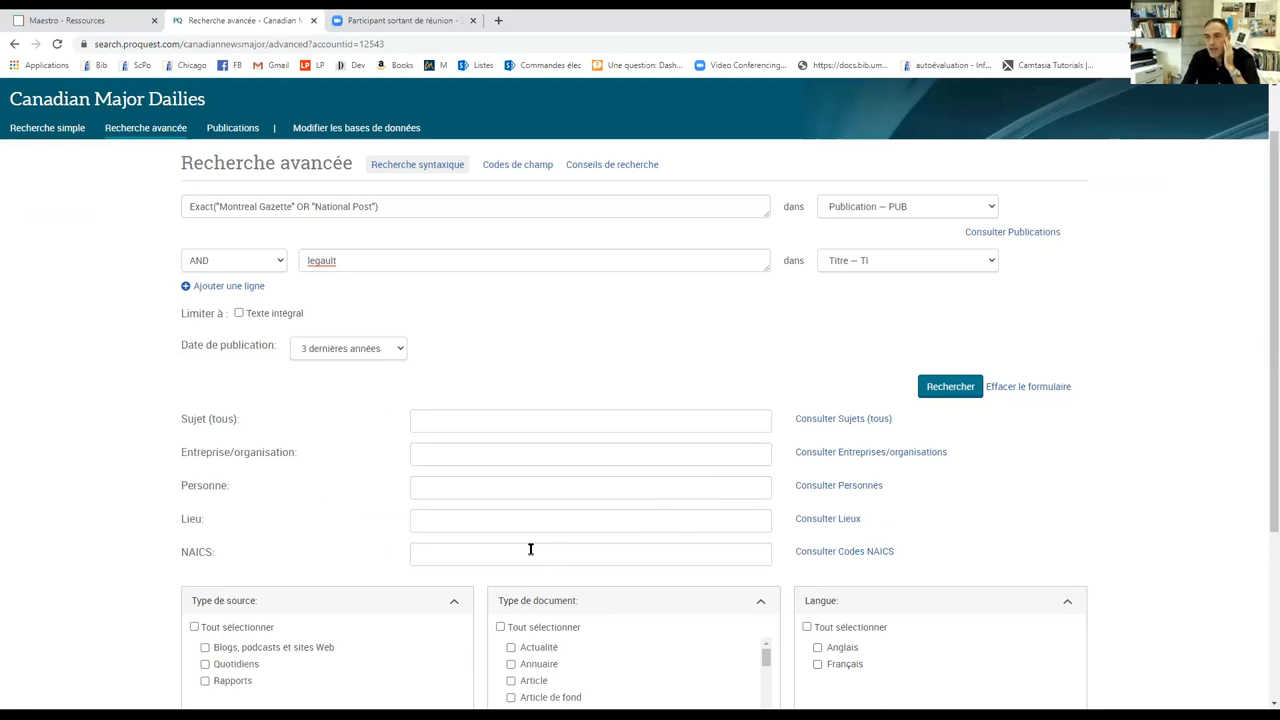 Maestro - Ressources
PQ Recherche avancée - Canadian M
Participant sortant de réunion -
search.proquest.com/canadiannewsmajor/advanced?accountid=12543
Applications Bib ScPo Chicago FB Gmail LP Dev Books M Listes Commandes élec Une question: Dash... Video Conferencing... https://docs.bib.um... autoévaluation - Inf... Camtasia Tutorials |...
Canadian Major Dailies
Recherche simple Recherche avancée Publications | Modifier les bases de données
Recherche avancée Recherche syntaxique Codes de champ Conseils de recherche
Exact("Montreal Gazette" OR "National Post") dans Publication — PUB
Consulter Publications
AND legault dans Titre — TI
Ajouter une ligne
Limiter à : Texte intégral
Date de publication: 3 dernières années
Rechercher Effacer le formulaire
Sujet (tous): Consulter Sujets (tous)
Entreprise/organisation: Consulter Entreprises/organisations
Personne: Consulter Personnes
Lieu: Consulter Lieux
NAICS: Consulter Codes NAICS
Type de source: Type de document: Langue:
Tout sélectionner Tout sélectionner Tout sélectionner
Blogs, podcasts et sites Web Actualité Anglais
Quotidiens Annuaire Français
Rapports Article
Article de fond